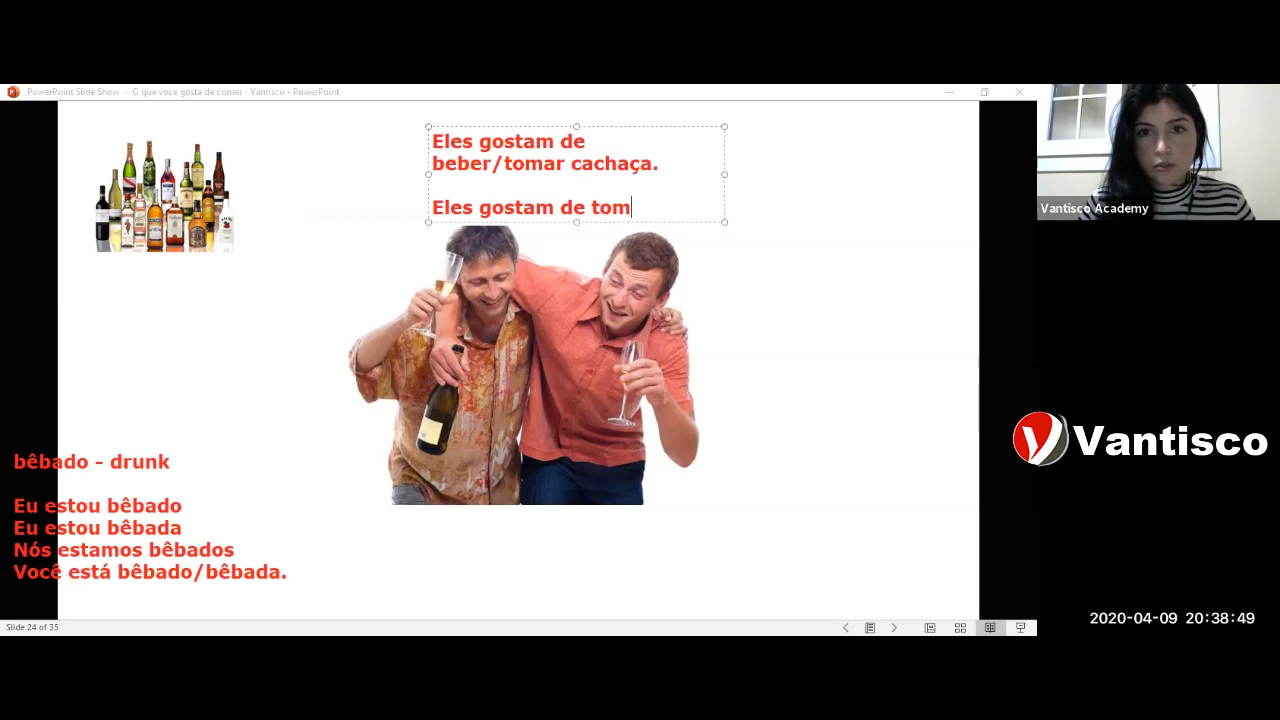 PowerPoint Slide Show - O que voce gosta de comer - Vantisco - PowerPoint
Eles gostam de
beber/tomar cachaça.
Eles gostam de tom
Vantisco Academy
Vantisco
bêbado - drunk
Eu estou bêbado
Eu estou bêbada
Nós estamos bêbados
Você está bêbado/bêbada.
2020-04-09 20:38:49
Slide 24 of 35